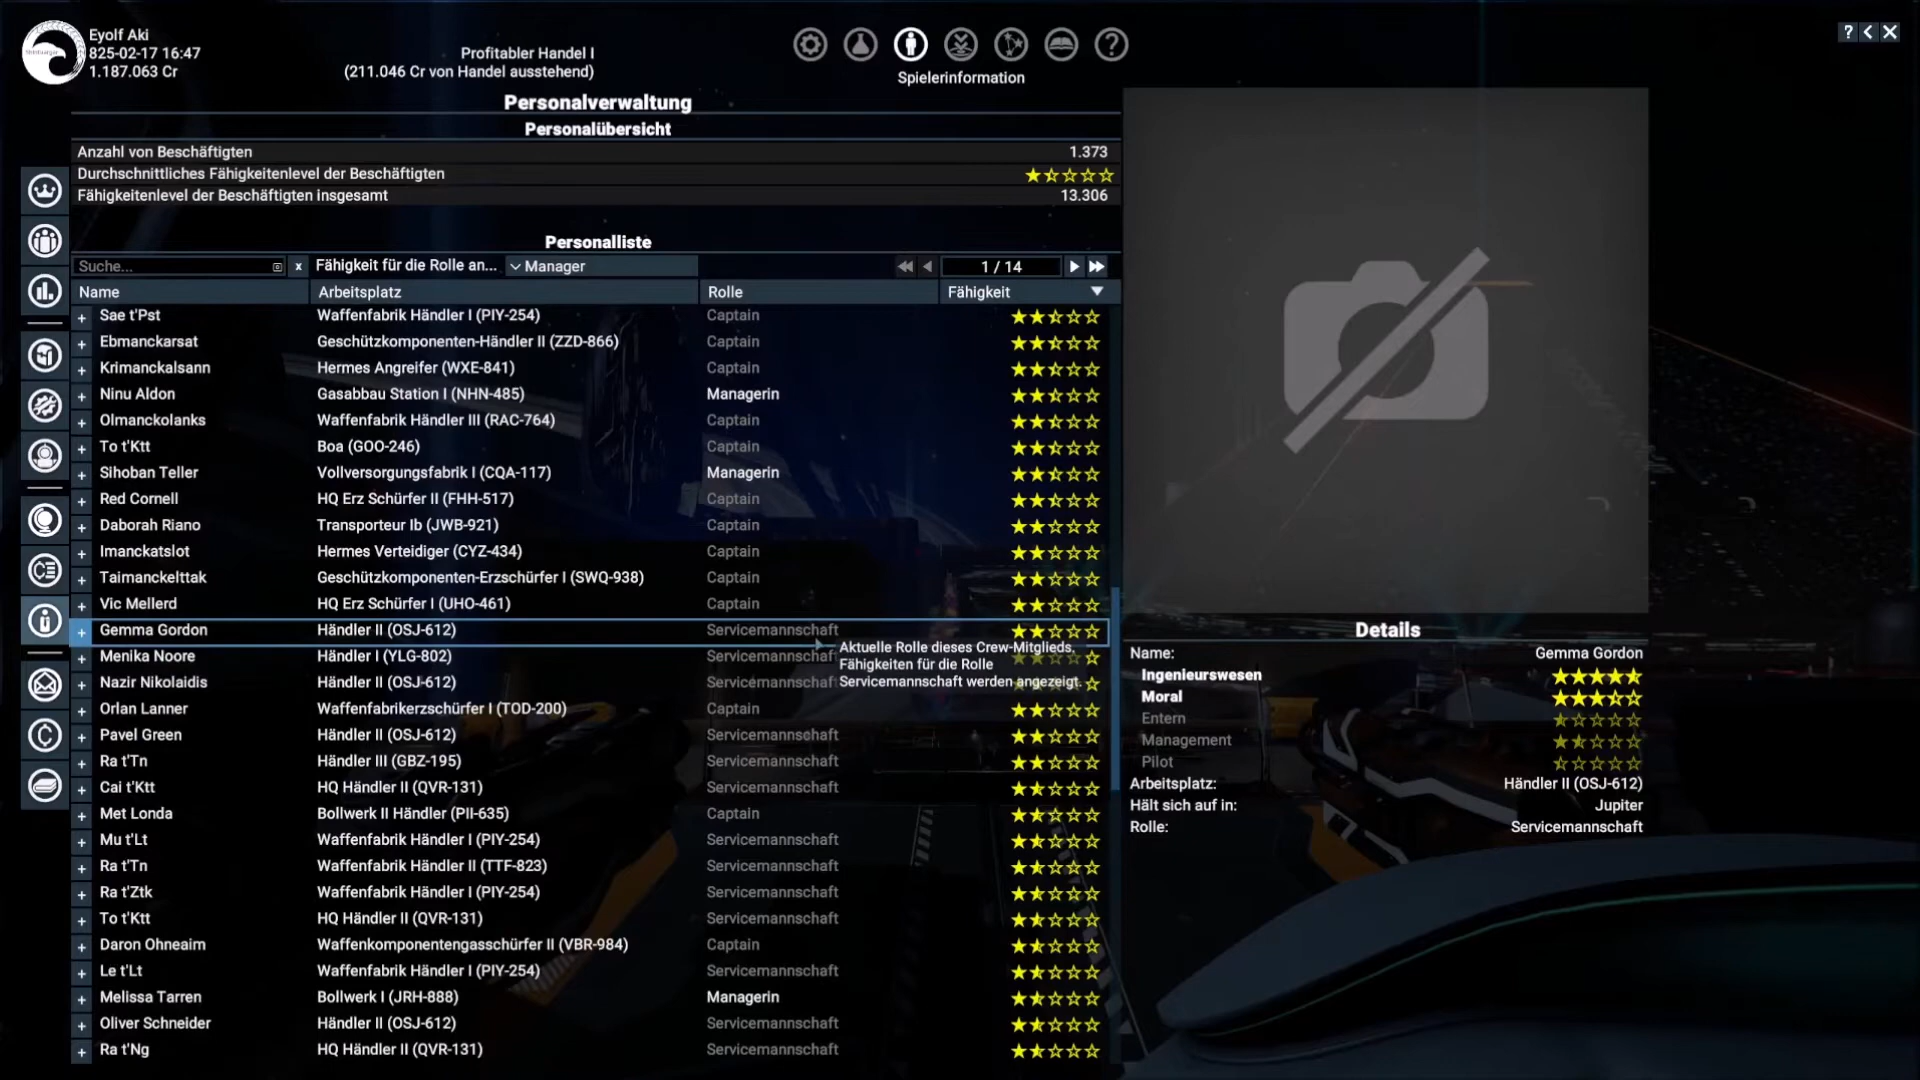 Eyolf Aki
825-02-17 16:47
1.187.063 Cr
Profitabler Handel I
(211.046 Cr von Handel ausstehend)
Spielerinformation
? < X
Personalverwaltung
Personalübersicht
Anzahl von Beschäftigten 1.373
Durchschnittliches Fähigkeitenlevel der Beschäftigten
Fähigkeitenlevel der Beschäftigten insgesamt 13.306
Personalliste
Suche... x Fähigkeit für die Rolle an... Manager 1 / 14
Name Arbeitsplatz Rolle Fähigkeit
+ Sae t'Pst Waffenfabrik Händler I (PIY-254) Captain
+ Ebmanckarsat Geschützkomponenten-Händler II (ZZD-866) Captain
+ Krimanckalsann Hermes Angreifer (WXE-841) Captain
+ Ninu Aldon Gasabbau Station I (NHN-485) Managerin
+ Olmanckolanks Waffenfabrik Händler III (RAC-764) Captain
+ To t'Ktt Boa (GOO-246) Captain
+ Sihoban Teller Vollversorgungsfabrik I (CQA-117) Managerin
+ Red Cornell HQ Erz Schürfer II (FHH-517) Captain
+ Daborah Riano Transporteur Ib (JWB-921) Captain
+ Imanckatslot Hermes Verteidiger (CYZ-434) Captain
+ Taimanckelttak Geschützkomponenten-Erzschürfer I (SWQ-938) Captain
+ Vic Mellerd HQ Erz Schürfer I (UHO-461) Captain
+ Gemma Gordon Händler II (OSJ-612) Servicemannschaft
Aktuelle Rolle dieses Crew-Mitglieds.
Fähigkeiten für die Rolle
Servicemannschaft werden angezeigt.
+ Menika Noore Händler I (YLG-802) Servicemannschaft
+ Nazir Nikolaidis Händler II (OSJ-612) Servicemannschaft
+ Orlan Lanner Waffenfabrikerzschürfer I (TOD-200) Captain
+ Pavel Green Händler II (OSJ-612) Servicemannschaft
+ Ra t'Tn Händler III (GBZ-195) Servicemannschaft
+ Cai t'Ktt HQ Händler II (QVR-131) Servicemannschaft
+ Met Londa Bollwerk II Händler (PII-635) Captain
+ Mu t'Lt Waffenfabrik Händler I (PIY-254) Servicemannschaft
+ Ra t'Tn Waffenfabrik Händler II (TTF-823) Servicemannschaft
+ Ra t'Ztk Waffenfabrik Händler I (PIY-254) Servicemannschaft
+ To t'Ktt HQ Händler II (QVR-131) Servicemannschaft
+ Daron Ohneaim Waffenkomponentengasschürfer II (VBR-984) Captain
+ Le t'Lt Waffenfabrik Händler I (PIY-254) Servicemannschaft
+ Melissa Tarren Bollwerk I (JRH-888) Managerin
+ Oliver Schneider Händler II (OSJ-612) Servicemannschaft
+ Ra t'Ng HQ Händler II (QVR-131) Servicemannschaft
Details
Name: Gemma Gordon
Ingenieurswesen
Moral
Entern
Management
Pilot
Arbeitsplatz: Händler II (OSJ-612)
Hält sich auf in: Jupiter
Rolle: Servicemannschaft